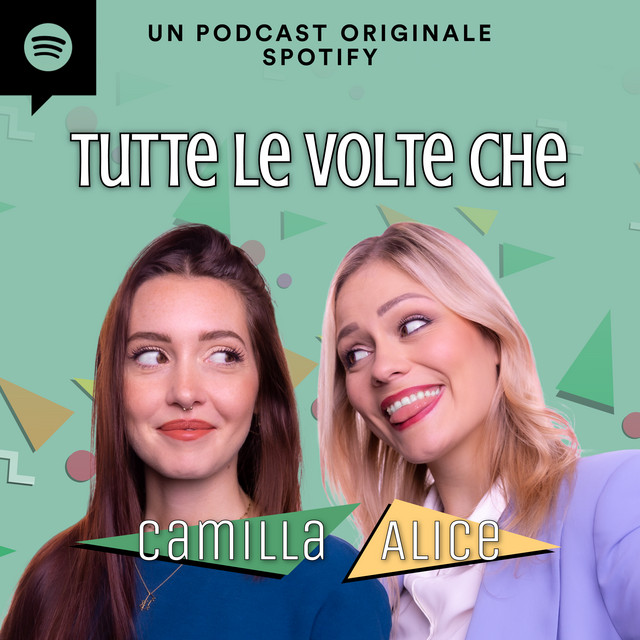 UN PODCAST ORIGINALE
SPOTIFY
TUTTE LE VOLTE CHE
CAMILLA
ALICE